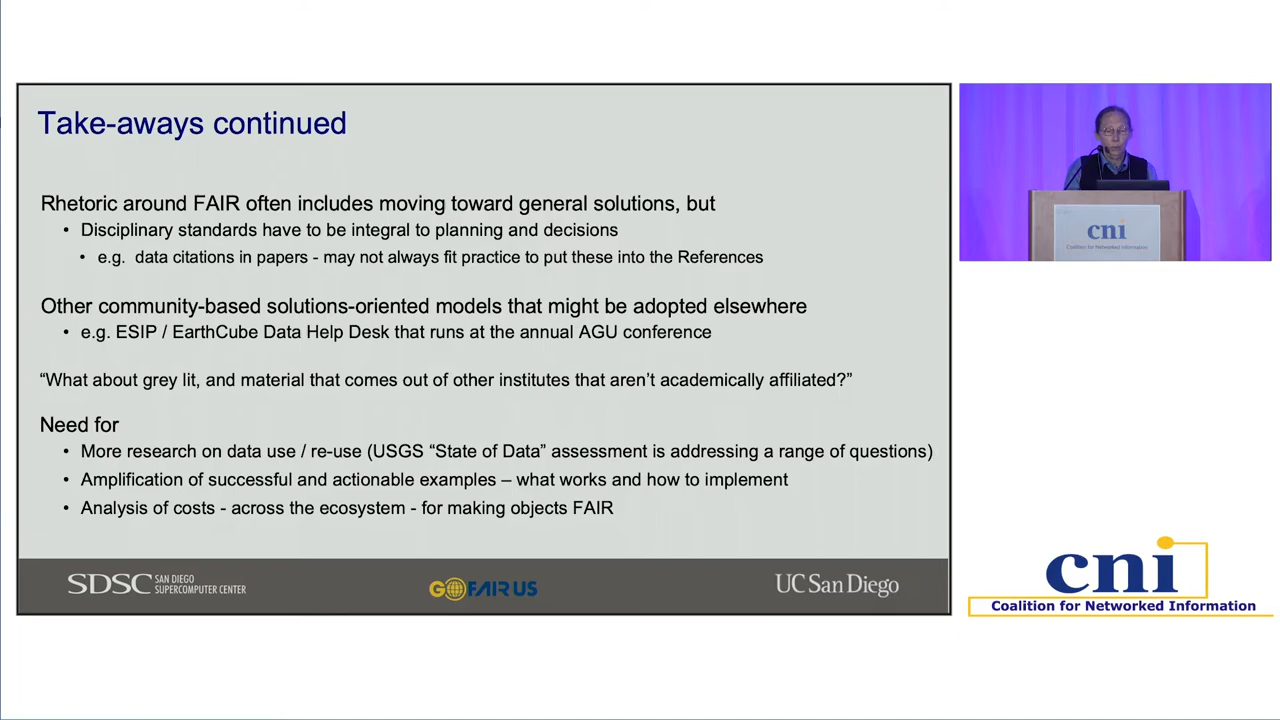 Take-aways continued
Rhetoric around FAIR often includes moving toward general solutions, but
• Disciplinary standards have to be integral to planning and decisions
• e.g. data citations in papers - may not always fit practice to put these into the References
Other community-based solutions-oriented models that might be adopted elsewhere
• e.g. ESIP / EarthCube Data Help Desk that runs at the annual AGU conference
“What about grey lit, and material that comes out of other institutes that aren’t academically affiliated?”
Need for
• More research on data use / re-use (USGS “State of Data” assessment is addressing a range of questions)
• Amplification of successful and actionable examples – what works and how to implement
• Analysis of costs - across the ecosystem - for making objects FAIR
SDSC SAN DIEGO
SUPERCOMPUTER CENTER
GO FAIR US
UC San Diego
cni
Coalition for Networked Information
cni
Coalition for Networked Information